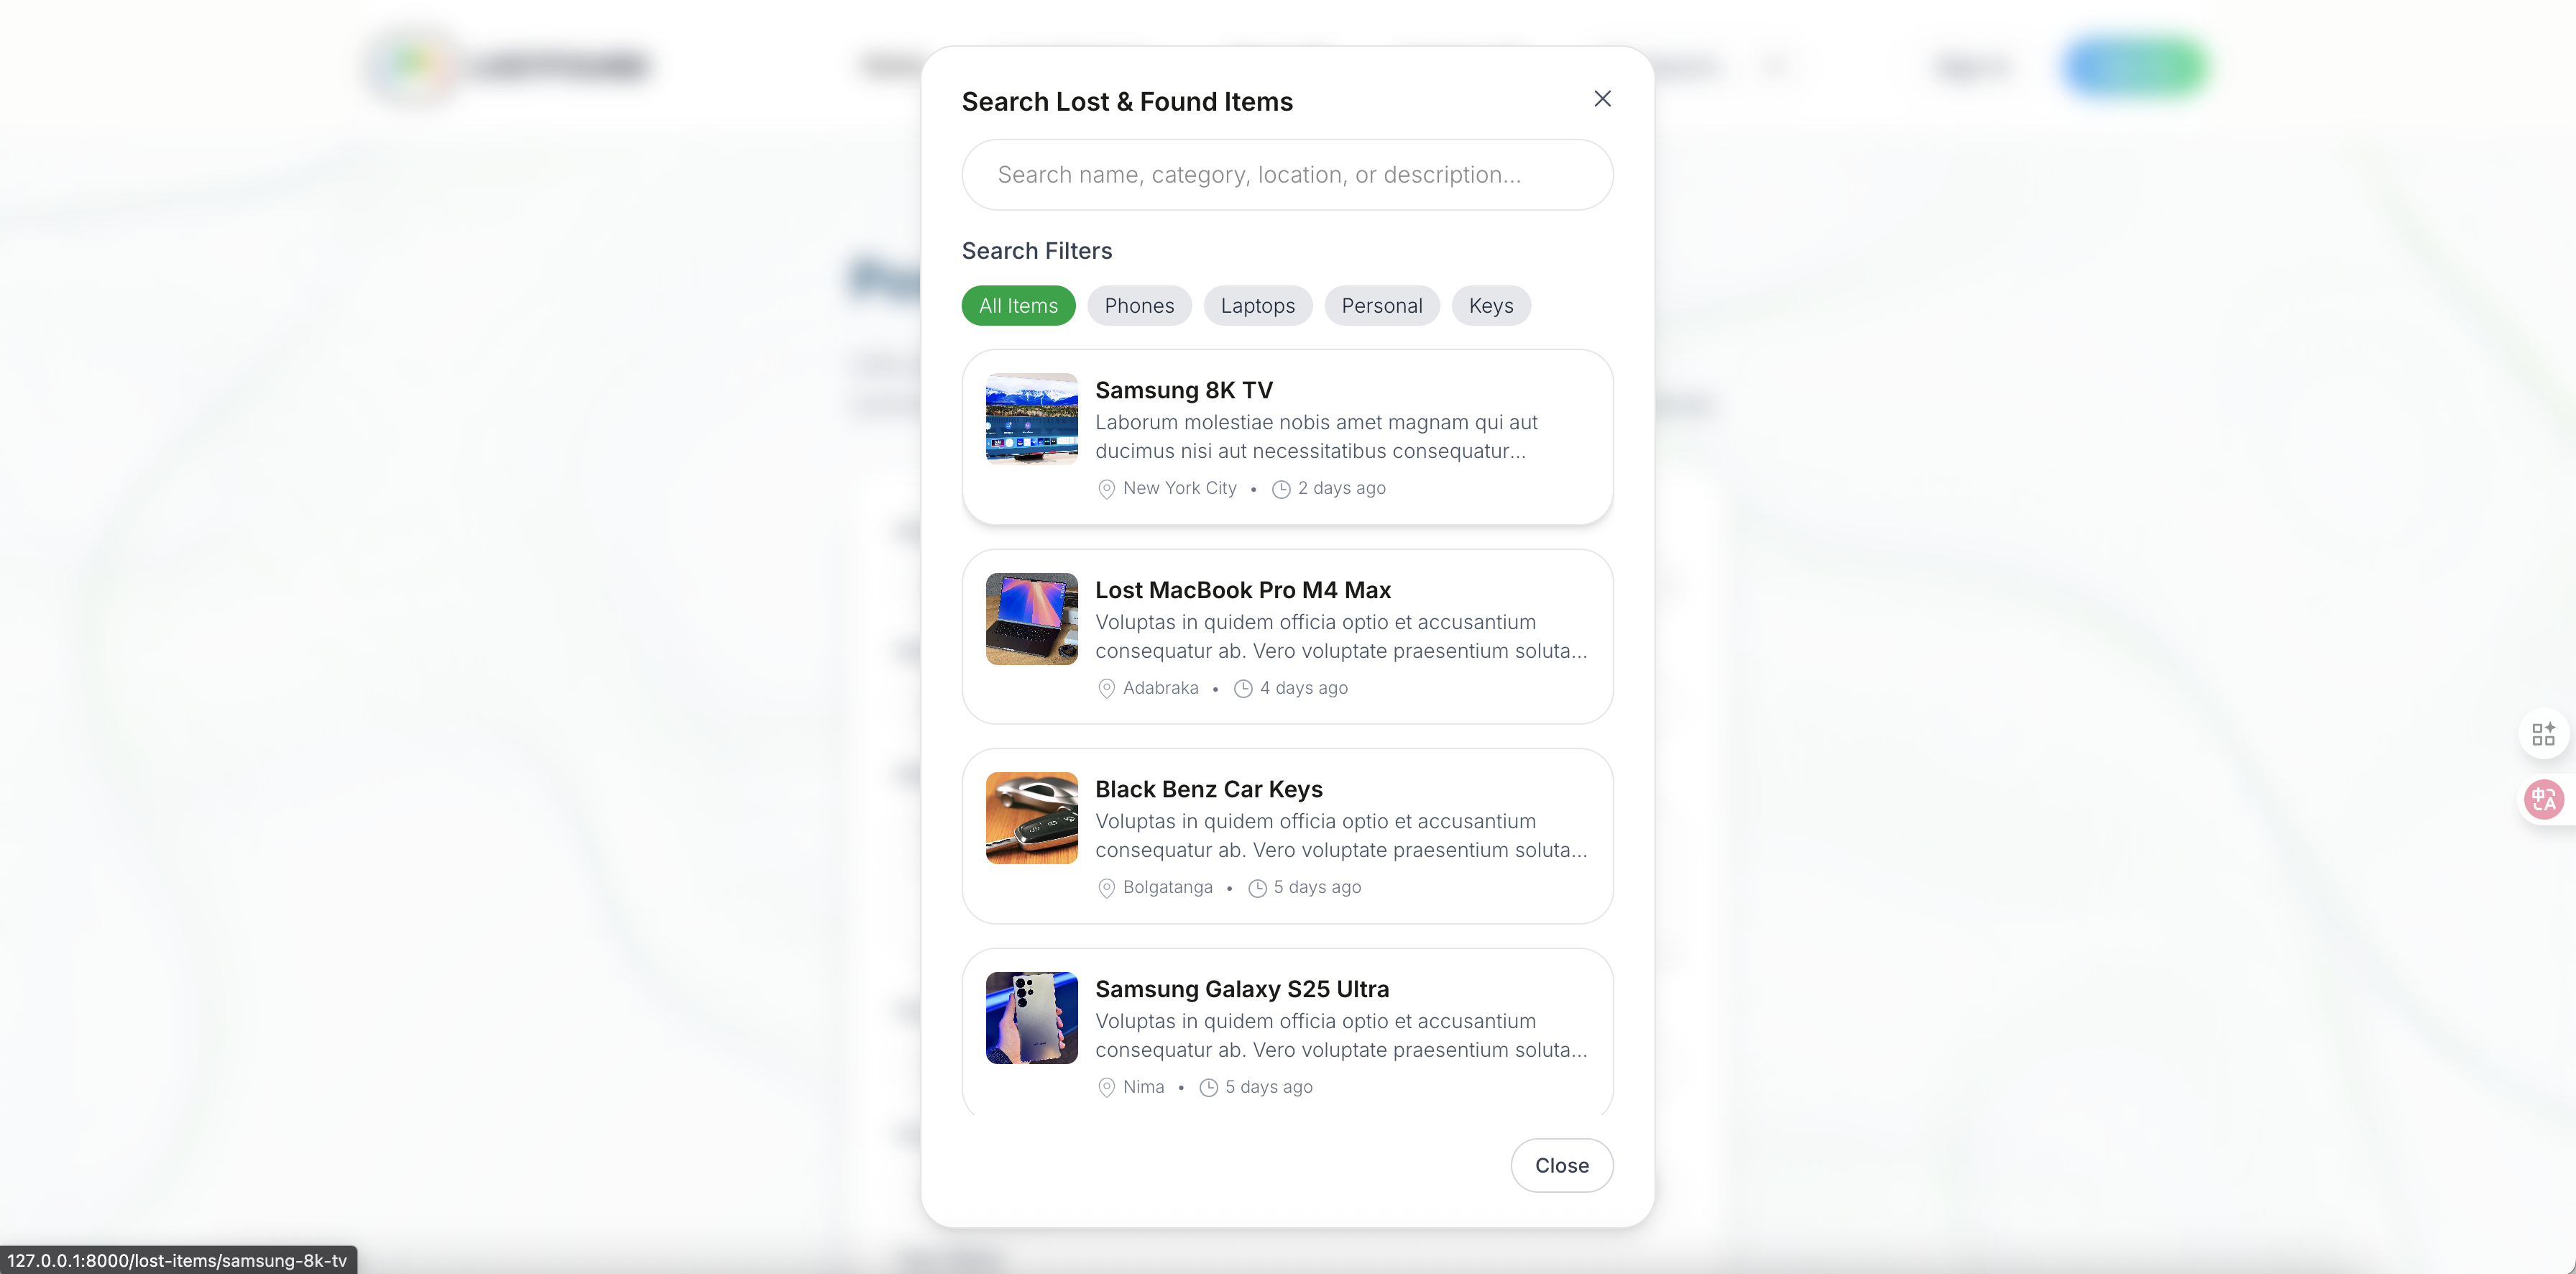 Search Lost & Found Items
Search name, category, location, or description...
Search Filters
All Items
Phones
Laptops
Personal
Keys
Samsung 8K TV
Laborum molestiae nobis amet magnam qui aut
ducimus nisi aut necessitatibus consequatur...
New York City • 2 days ago
Lost MacBook Pro M4 Max
Voluptas in quidem officia optio et accusantium
consequatur ab. Vero voluptate praesentium soluta...
Adabraka • 4 days ago
Black Benz Car Keys
Voluptas in quidem officia optio et accusantium
consequatur ab. Vero voluptate praesentium soluta...
Bolgatanga • 5 days ago
Samsung Galaxy S25 Ultra
Voluptas in quidem officia optio et accusantium
consequatur ab. Vero voluptate praesentium soluta...
Nima • 5 days ago
Close
中A
127.0.0.1:8000/lost-items/samsung-8k-tv